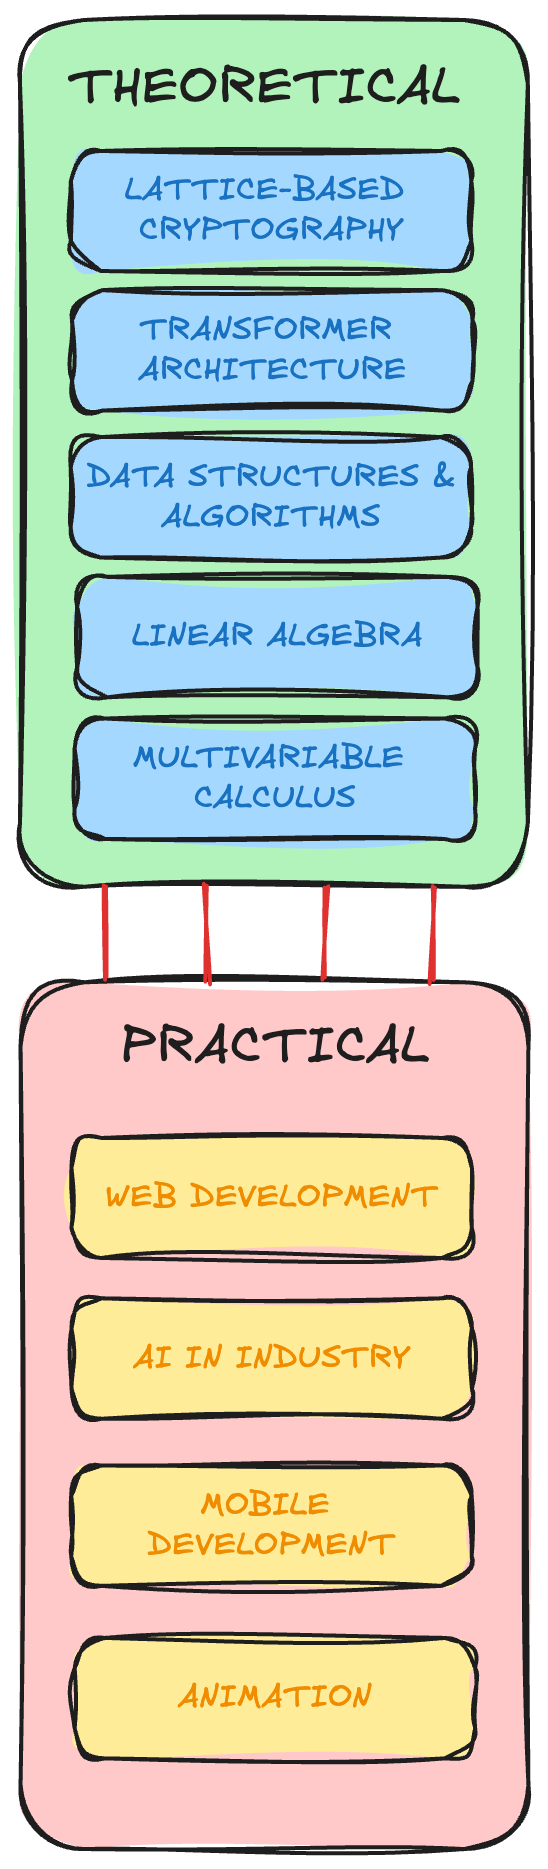 THEORETICAL
LATTICE-BASED
CRYPTOGRAPHY
TRANSFORMER
ARCHITECTURE
DATA STRUCTURES &
ALGORITHMS
LINEAR ALGEBRA
MULTIVARIABLE
CALCULUS
PRACTICAL
WEB DEVELOPMENT
AI IN INDUSTRY
MOBILE
DEVELOPMENT
ANIMATION